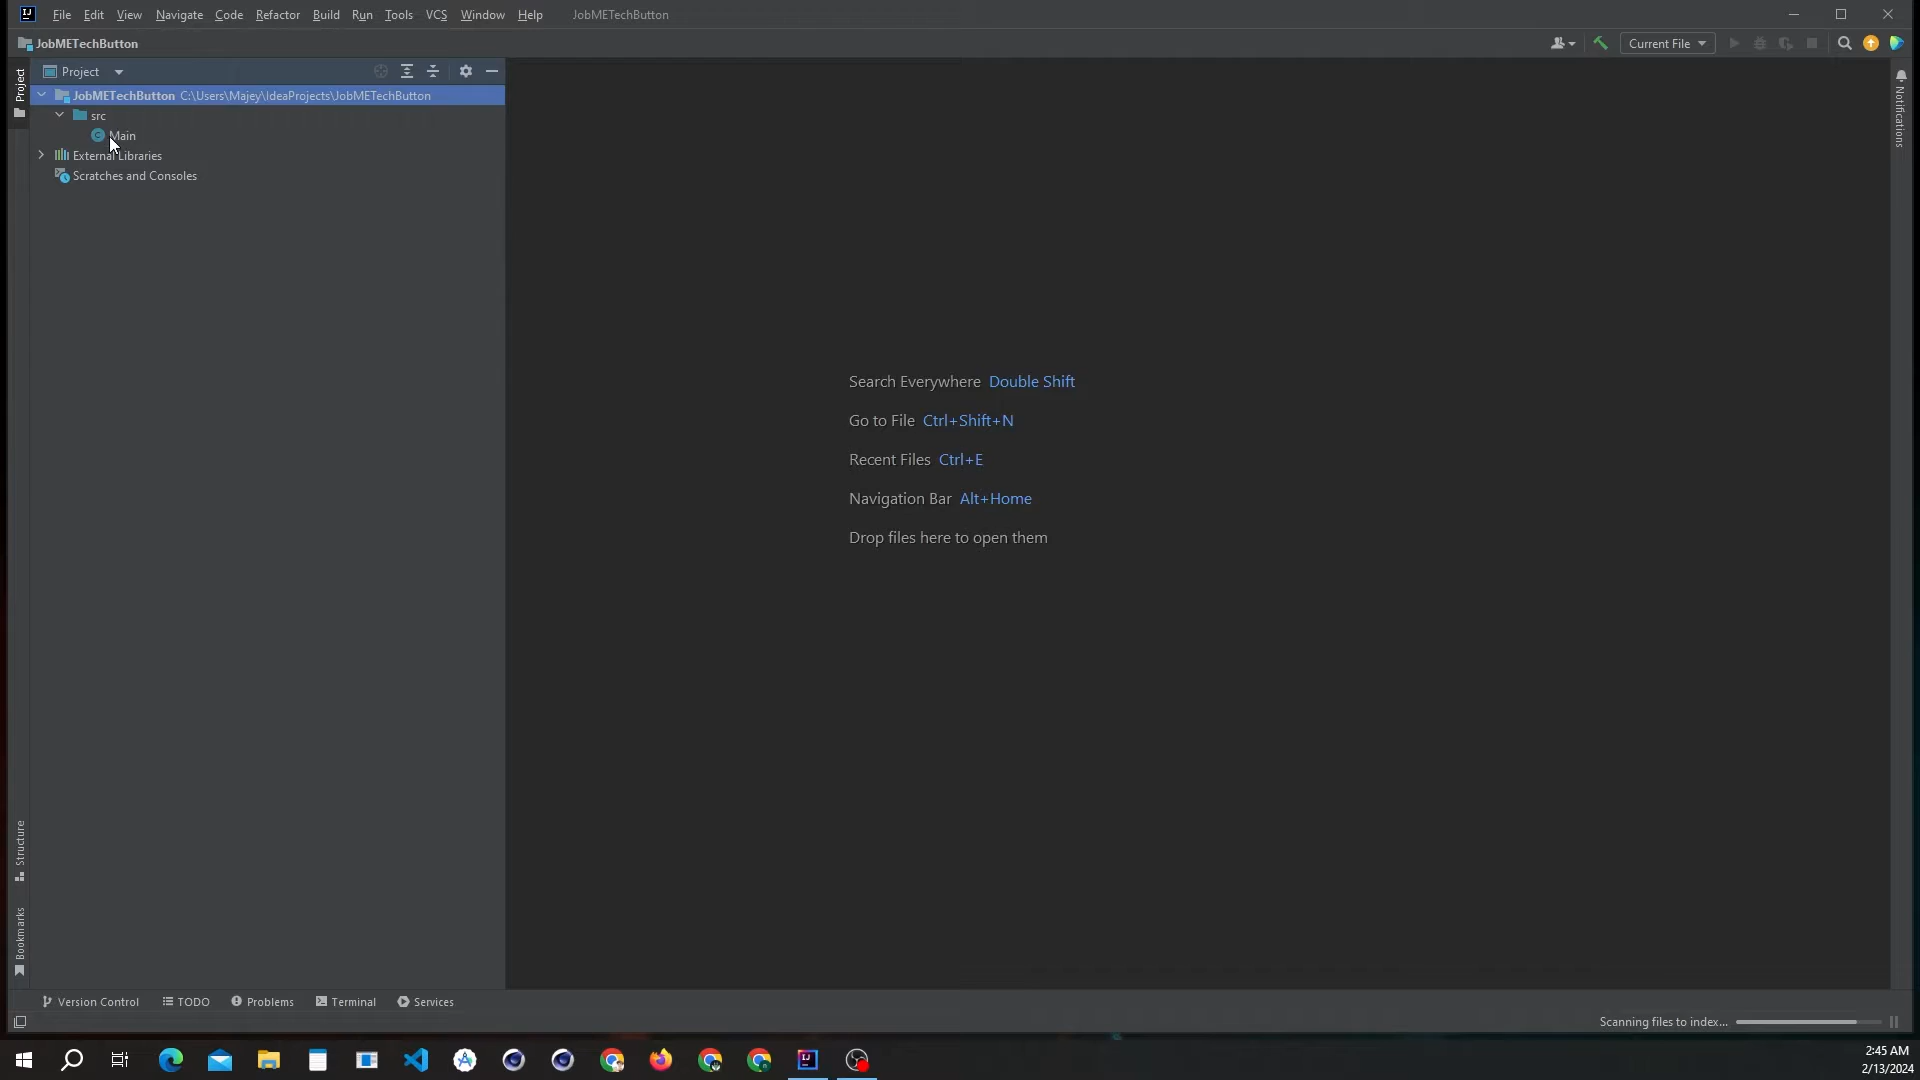 File Edit View Navigate Code Refactor Build Run Tools VCS Window Help JobMETechButton
JobMETechButton
Current File
Project
Project
JobMETechButton C:\Users\Majey\IdeaProjects\JobMETechButton
src
Main
External Libraries
Scratches and Consoles
Notifications
Search Everywhere Double Shift
Go to File Ctrl+Shift+N
Recent Files Ctrl+E
Navigation Bar Alt+Home
Drop files here to open them
Structure
Bookmarks
Version Control TODO Problems Terminal Services
Scanning files to index...
2:45 AM
2/13/2024